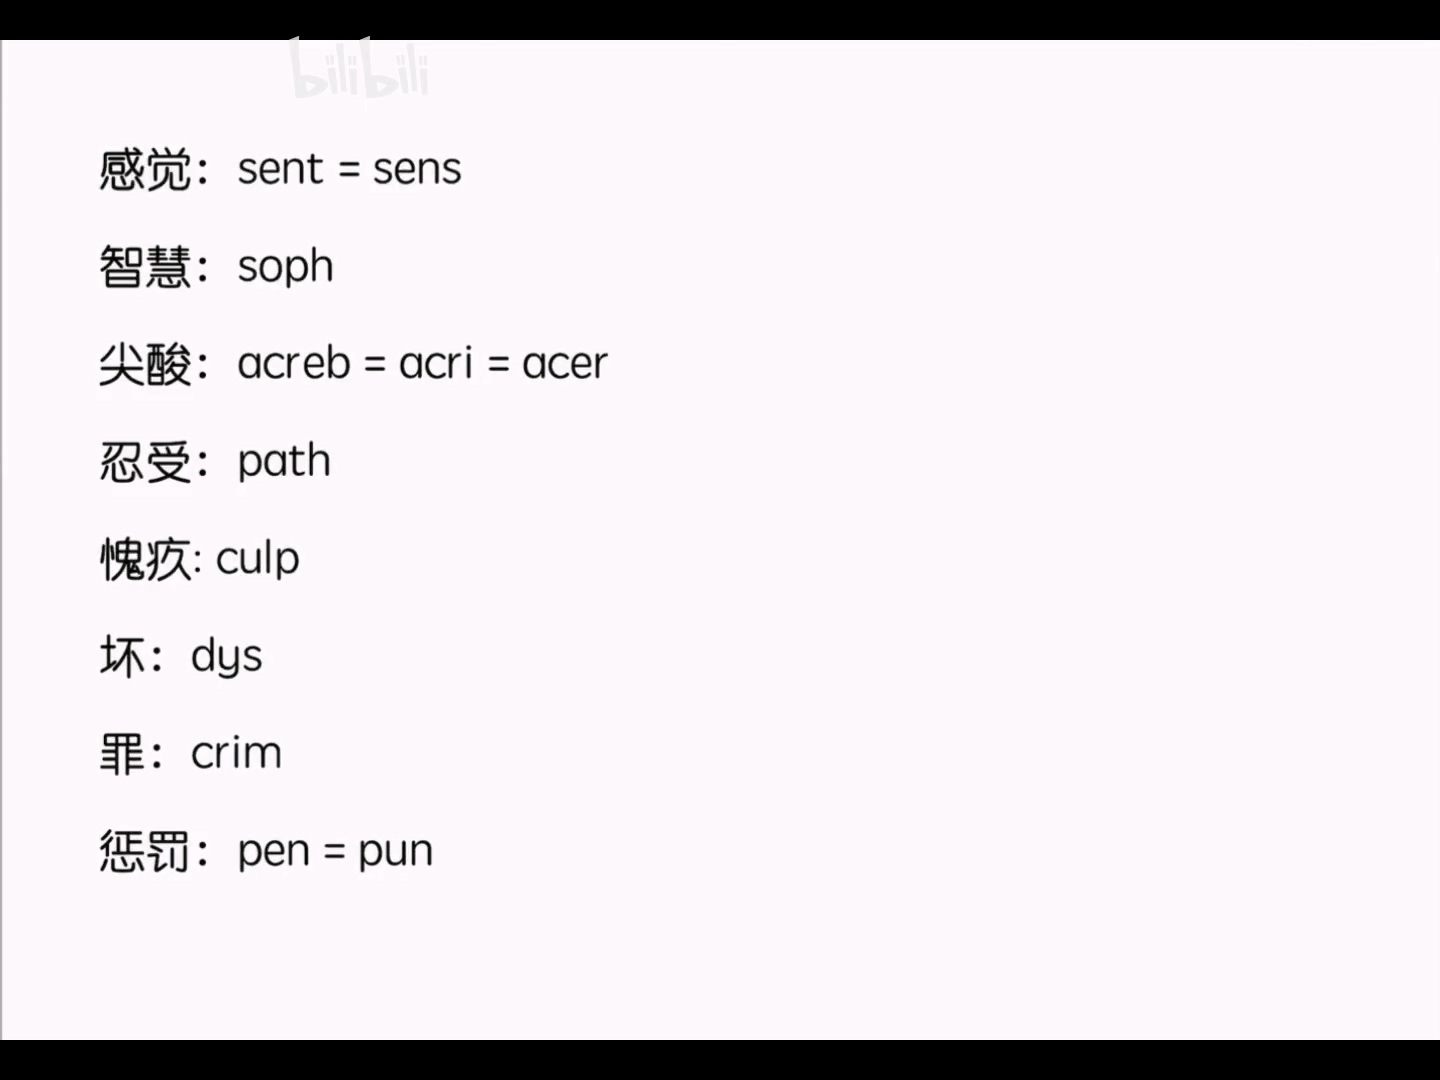 bilibili
感觉：sent = sens
智慧：soph
尖酸：acreb = acri = acer
忍受：path
愧疚: culp
坏：dys
罪：crim
惩罚：pen = pun